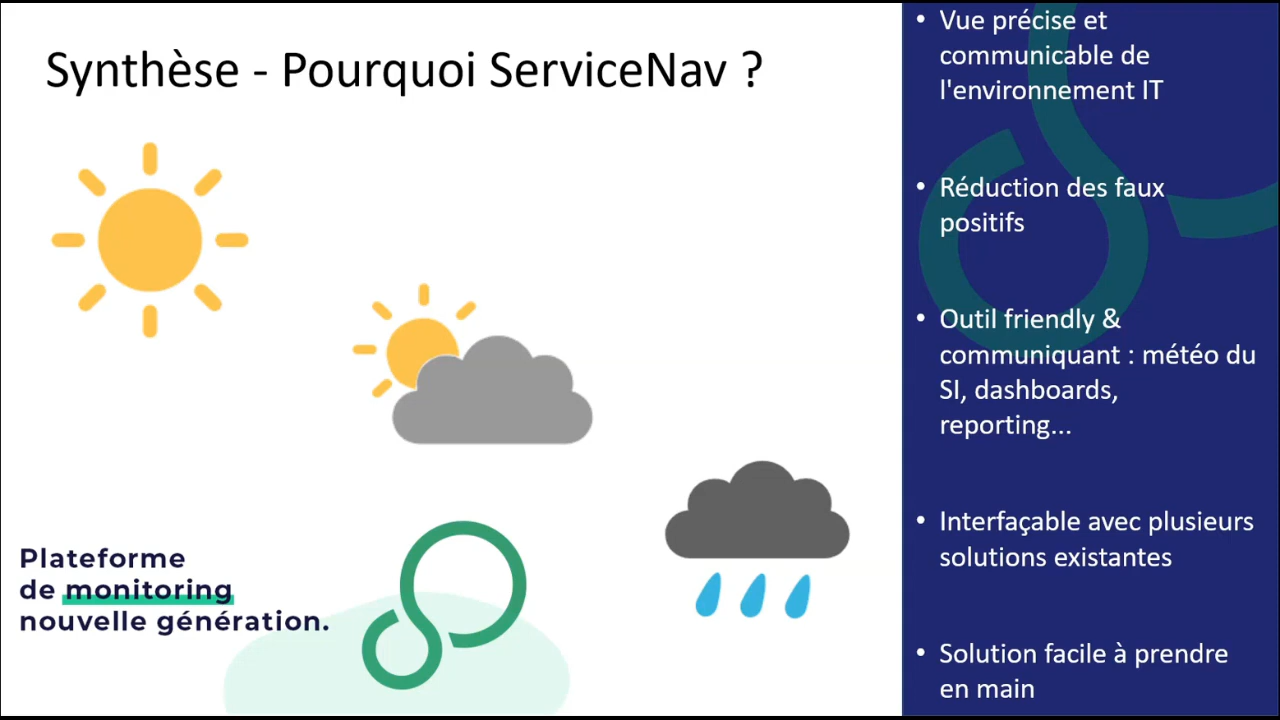 Synthèse - Pourquoi ServiceNav ?
Plateforme
de monitoring
nouvelle génération.
• Vue précise et
communicable de
l'environnement IT
• Réduction des faux
positifs
• Outil friendly &
communiquant : météo du
SI, dashboards,
reporting...
• Interfaçable avec plusieurs
solutions existantes
• Solution facile à prendre
en main